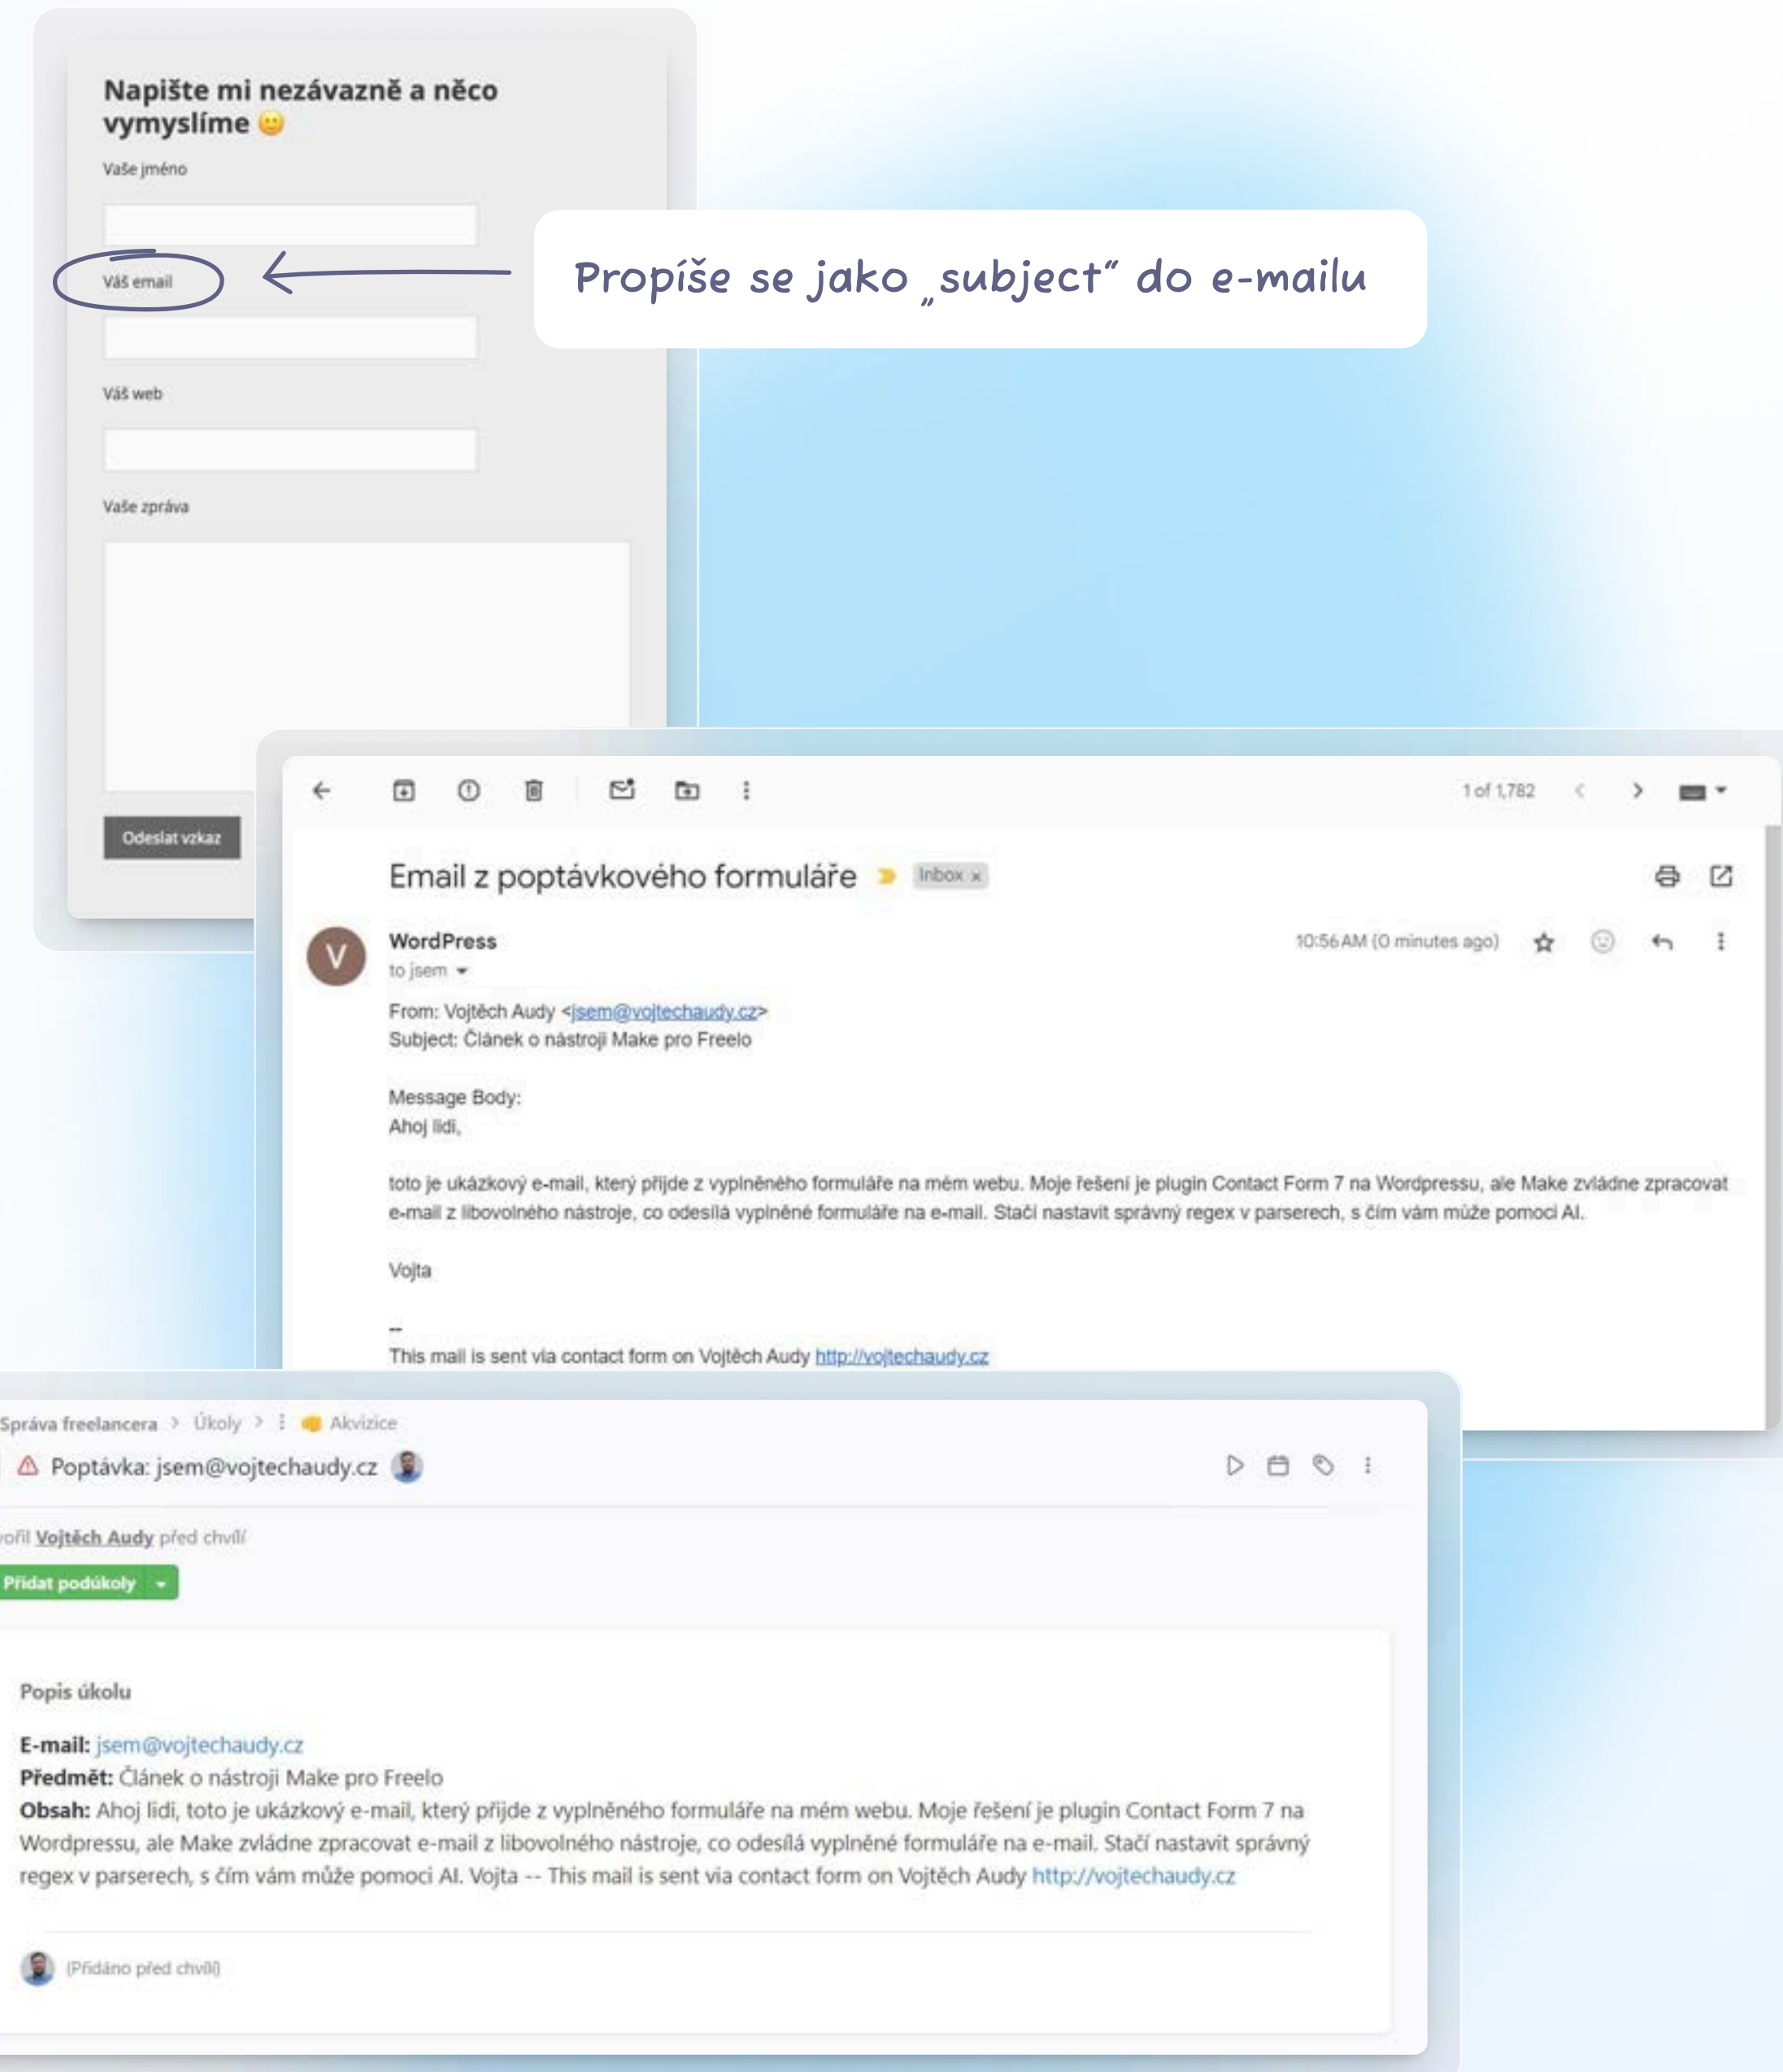 Napište mi nezávazně a něco
vymyslíme 🙂
Vaše jméno
Váš email
Propíše se jako „subject“ do e-mailu
Váš web
Vaše zpráva
Odeslat vzkaz
1 of 1,782
Email z poptávkového formuláře
Inbox x
V
WordPress
10:56 AM (0 minutes ago)
to jsem
From: Vojtěch Audy <jsem@vojtechaudy.cz>
Subject: Článek o nástroji Make pro Freelo
Message Body:
Ahoj lidi,
toto je ukázkový e-mail, který přijde z vyplněného formuláře na mém webu. Moje řešení je plugin Contact Form 7 na Wordpressu, ale Make zvládne zpracovat
e-mail z libovolného nástroje, co odesílá vyplněné formuláře na e-mail. Stačí nastavit správný regex v parserech, s čím vám může pomoci AI.
Vojta
--
This mail is sent via contact form on Vojtěch Audy http://vojtechaudy.cz
Správa freelancera > Úkoly > Akvizice
Poptávka: jsem@vojtechaudy.cz
vořil Vojtěch Audy před chvílí
Přidat podúkoly
Popis úkolu
E-mail: jsem@vojtechaudy.cz
Předmět: Článek o nástroji Make pro Freelo
Obsah: Ahoj lidi, toto je ukázkový e-mail, který přijde z vyplněného formuláře na mém webu. Moje řešení je plugin Contact Form 7 na
Wordpressu, ale Make zvládne zpracovat e-mail z libovolného nástroje, co odesílá vyplněné formuláře na e-mail. Stačí nastavit správný
regex v parserech, s čím vám může pomoci AI. Vojta -- This mail is sent via contact form on Vojtěch Audy http://vojtechaudy.cz
(Přidáno před chvílí)